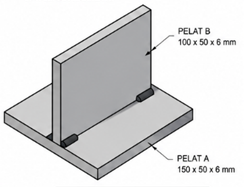 PELAT B
100 x 50 x 6 mm
PELAT A
150 x 50 x 6 mm